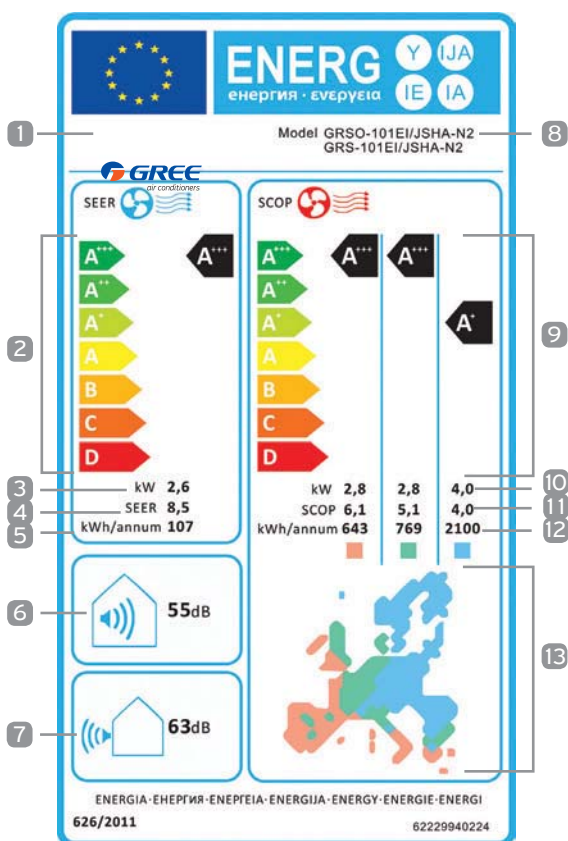 ENERG
енергия · ενεργεια
Y IJA
IE IA
1
Model GRSO-101EI/JSHA-N2
GRS-101EI/JSHA-N2
8
GREE
air conditioners
SEER
SCOP
A+++ A+++
A++
A+
A
B
C
D
2
A+++ A+++ A+++
A++
A+ A+
A
B
C
D
9
3 kW 2,6
4 SEER 8,5
5 kWh/annum 107
kW 2,8 2,8 4,0 10
SCOP 6,1 5,1 4,0 11
kWh/annum 643 769 2100 12
6 55dB
7 63dB
13
ENERGIA·ЕНЕРГИЯ·ΕΝΕΡΓΕΙΑ·ENERGIJA·ENERGY·ENERGIE·ENERGI
626/2011
62229940224